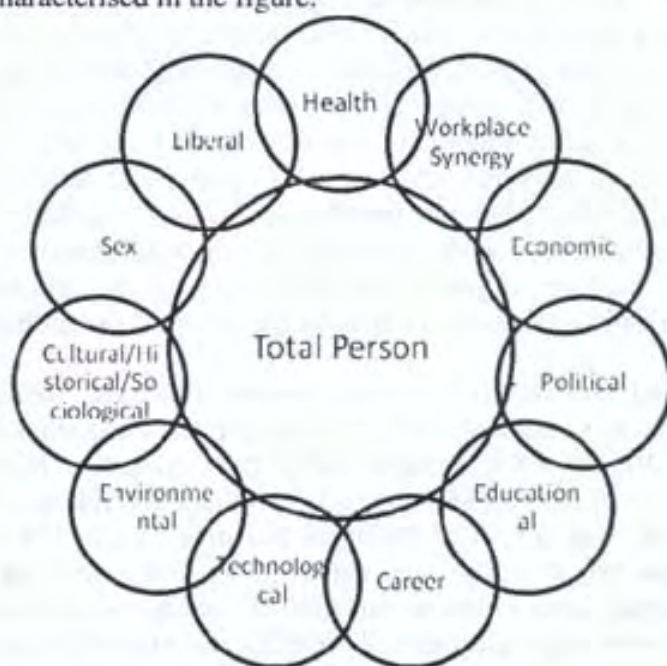 characterised in the figure.
Health
Workplace
Synergy
Economic
Political
Education
al
Career
Technologi
cal
Environme
ntal
Cultural/Hi
storical/So
ciological
Sex
Liberal
Total Person